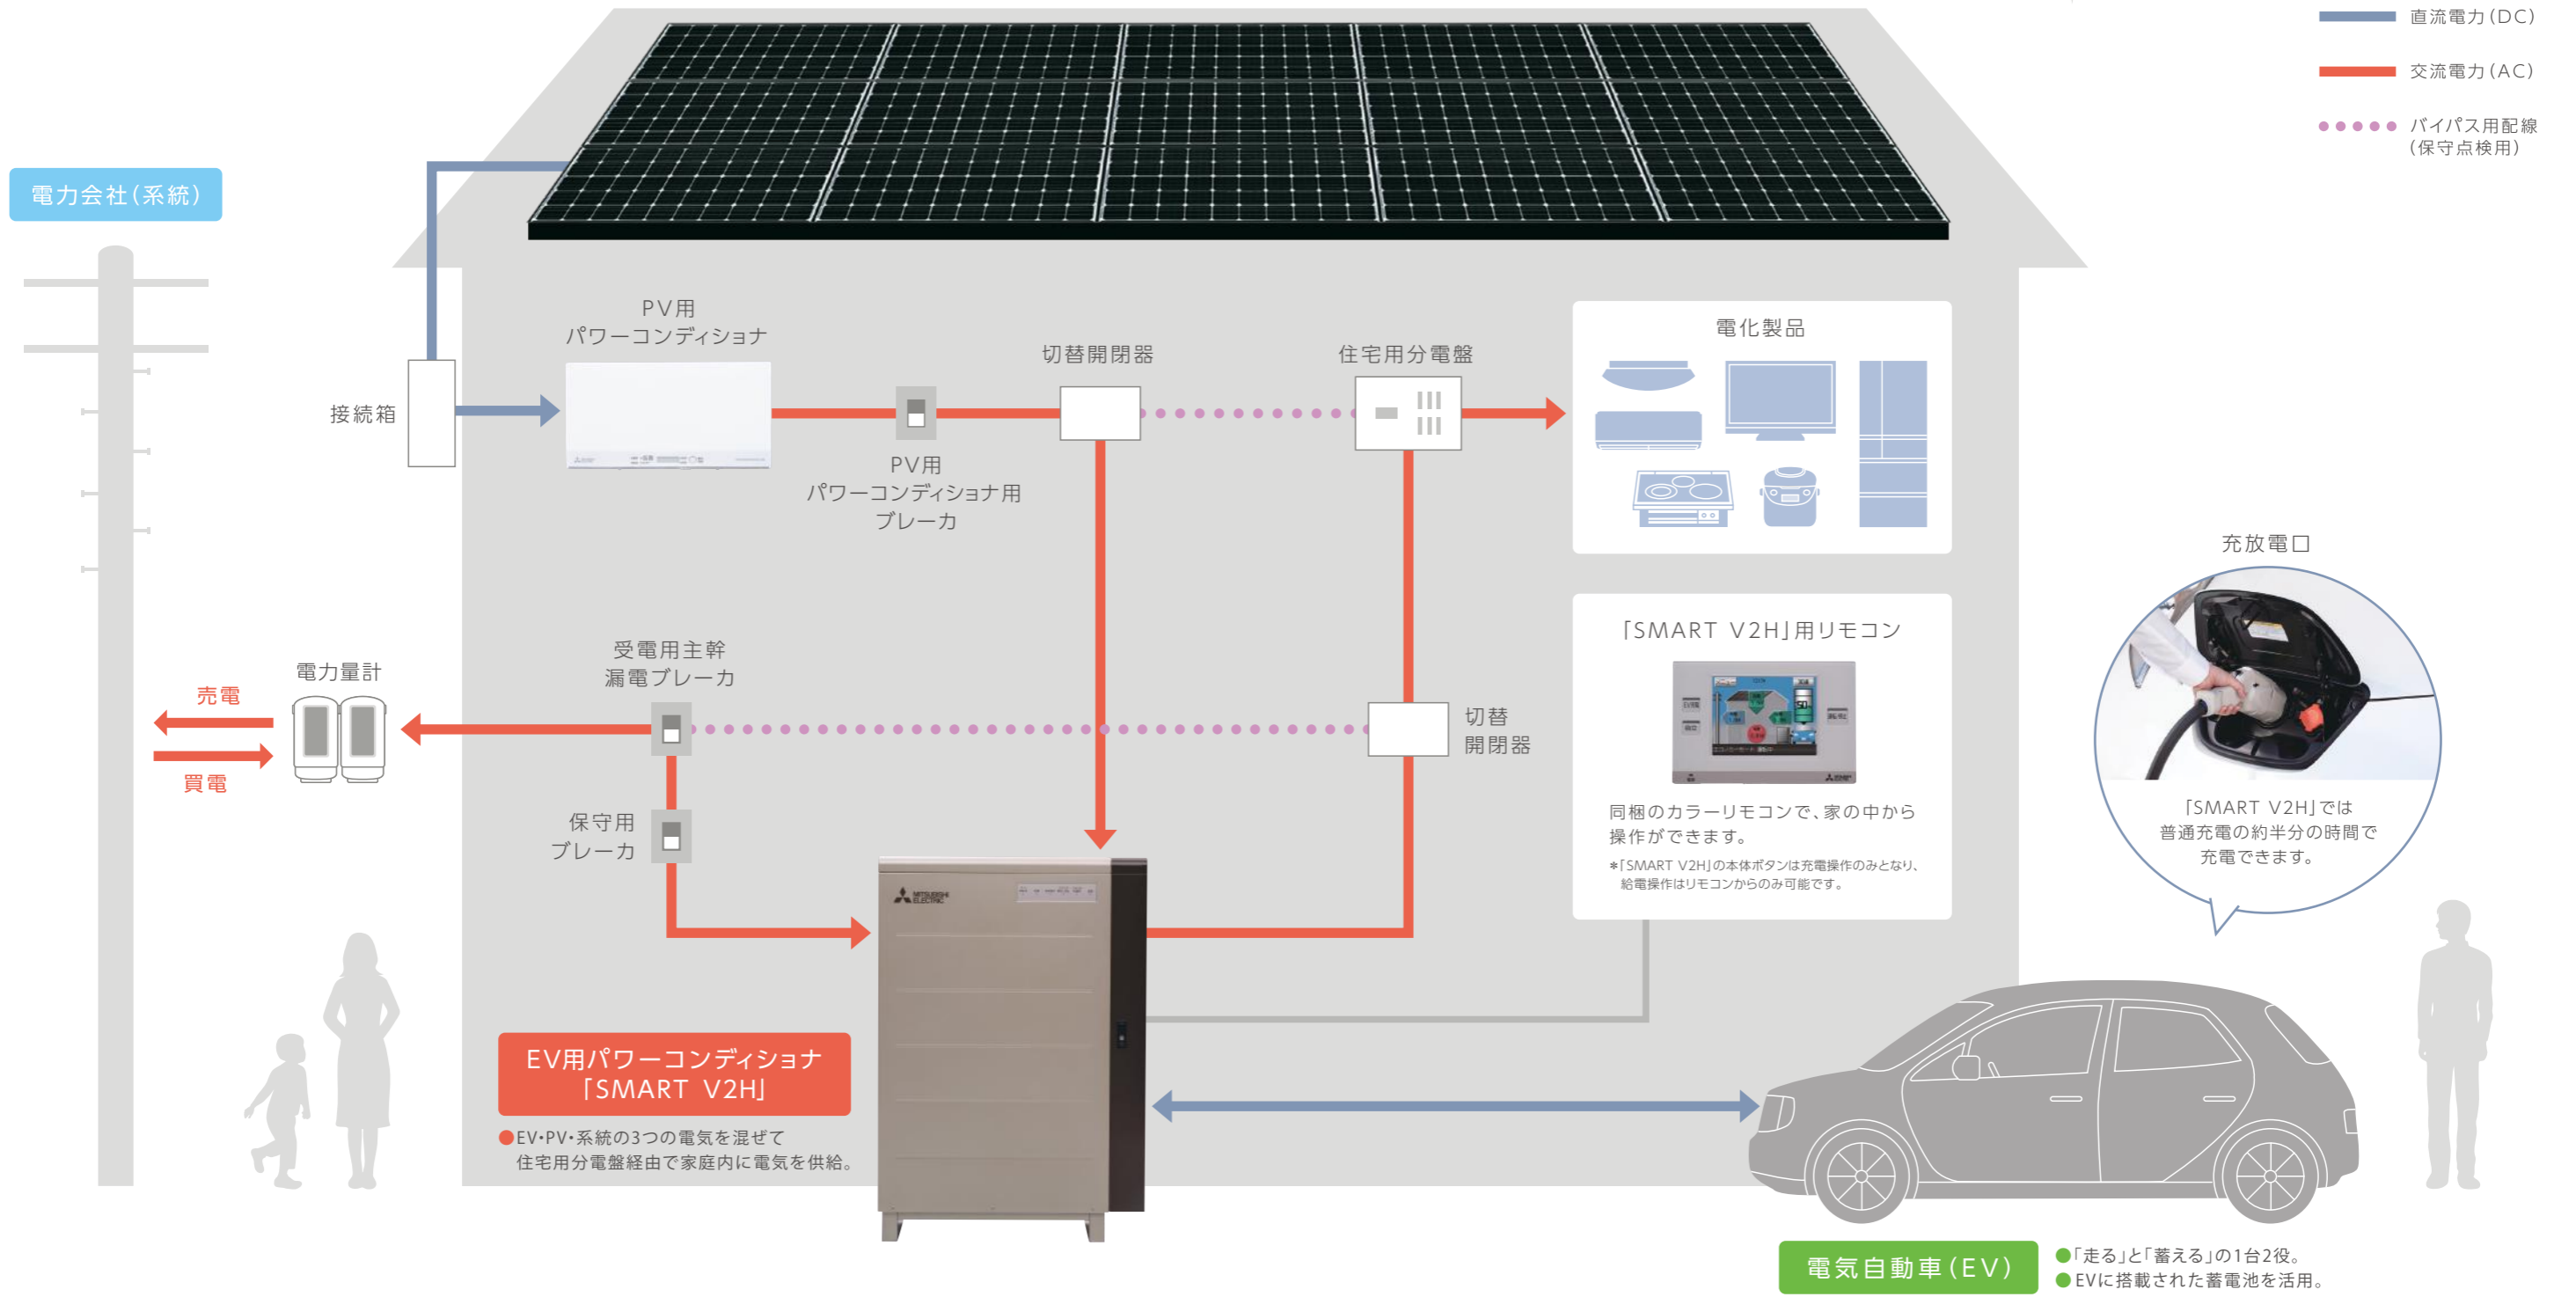 直流電力(DC)
交流電力(AC)
バイパス用配線
(保守点検用)
電力会社(系統)
PV用
パワーコンディショナ
接続箱
PV用
パワーコンディショナ用
ブレーカ
切替開閉器
住宅用分電盤
電化製品
「SMART V2H」用リモコン
同梱のカラーリモコンで、家の中から
操作ができます。
*「SMART V2H」の本体ボタンは充電操作のみとなり、
給電操作はリモコンからのみ可能です。
充放電口
「SMART V2H」では
普通充電の約半分の時間で
充電できます。
電力量計
売電
買電
受電用主幹
漏電ブレーカ
保守用
ブレーカ
切替
開閉器
MITSUBISHI
ELECTRIC
EV用パワーコンディショナ
「SMART V2H」
●EV・PV・系統の3つの電気を混ぜて
住宅用分電盤経由で家庭内に電気を供給。
電気自動車(EV)
●「走る」と「蓄える」の1台2役。
●EVに搭載された蓄電池を活用。